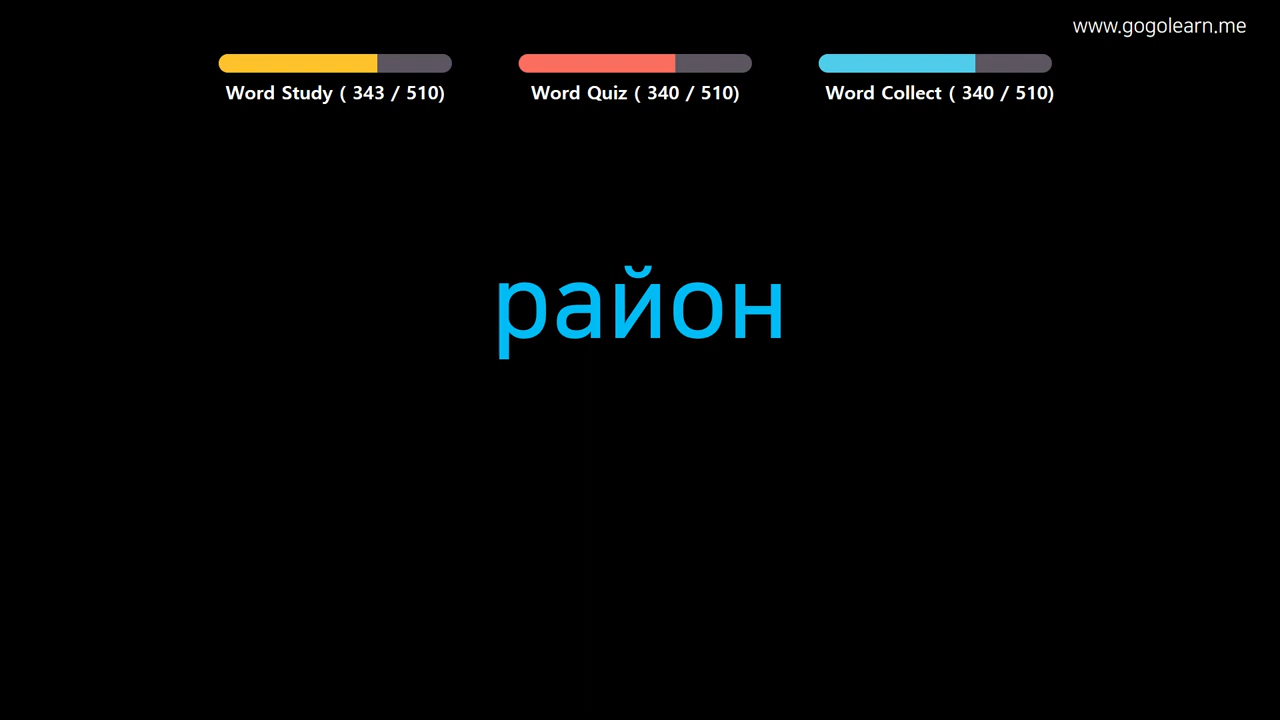 www.gogolearn.me
Word Study ( 343 / 510)
Word Quiz ( 340 / 510)
Word Collect ( 340 / 510)
район